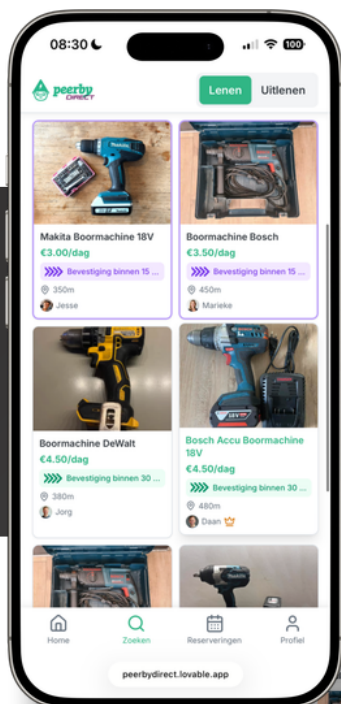 08:30
100
peerby
DIRECT
Lenen
Uitlenen
Makita Boormachine 18V
€3.00/dag
Bevestiging binnen 15 ...
350m
Jesse
Boormachine Bosch
€3.50/dag
Bevestiging binnen 15 ...
450m
Marieke
Boormachine DeWalt
€4.50/dag
Bevestiging binnen 30 ...
380m
Jorg
Bosch Accu Boormachine
18V
€4.50/dag
Bevestiging binnen 30 ...
480m
Daan
Home
Zoeken
Reserveringen
Profiel
peerbydirect.lovable.app